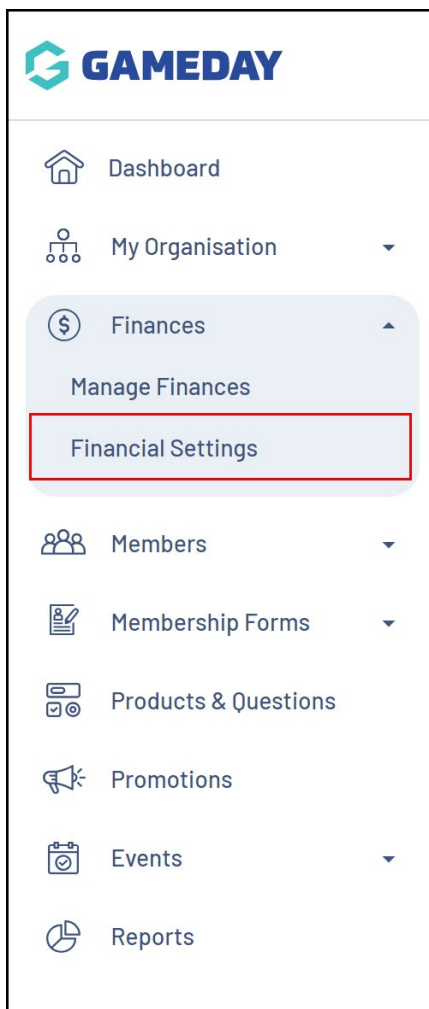 GAMEDAY
Dashboard
My Organisation
Finances
Manage Finances
Financial Settings
Members
Membership Forms
Products & Questions
Promotions
Events
Reports